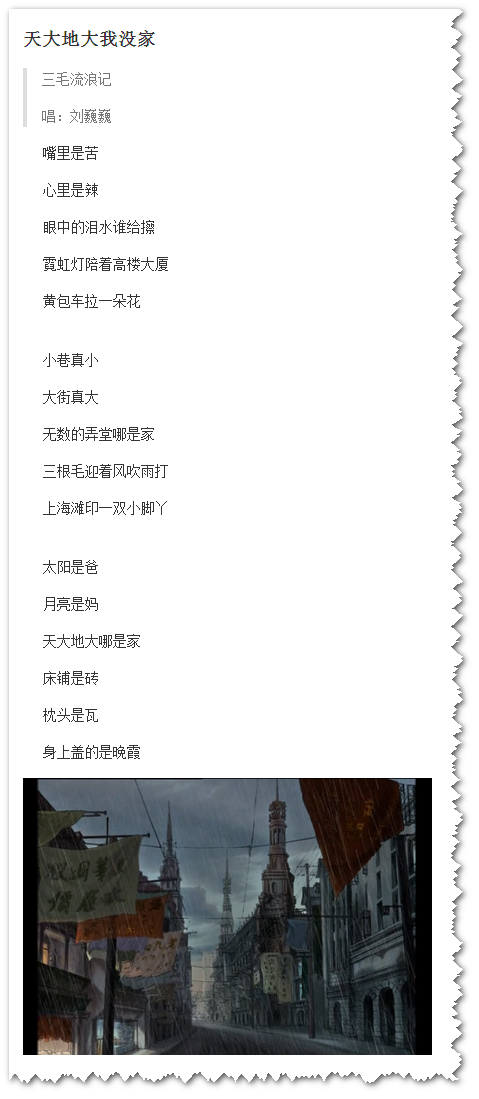 天大地大我没家
三毛流浪记
唱：刘巍巍
嘴里是苦
心里是辣
眼中的泪水谁给擦
霓虹灯陪着高楼大厦
黄包车拉一朵花
小巷真小
大街真大
无数的弄堂哪是家
三根毛迎着风吹雨打
上海滩印一双小脚丫
太阳是爸
月亮是妈
天大地大哪是家
床铺是砖
枕头是瓦
身上盖的是晚霞